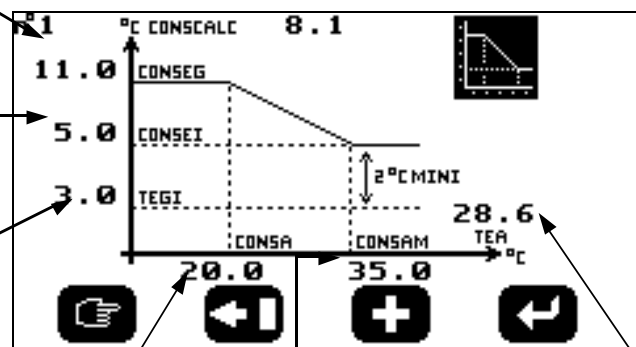 n°1 °C CONSCALC 8.1
11.0 CONSEG
5.0 CONSEI
2°C MINI
3.0 TEGI
28.6
CONSA CONSAM TEA
°C
20.0 35.0